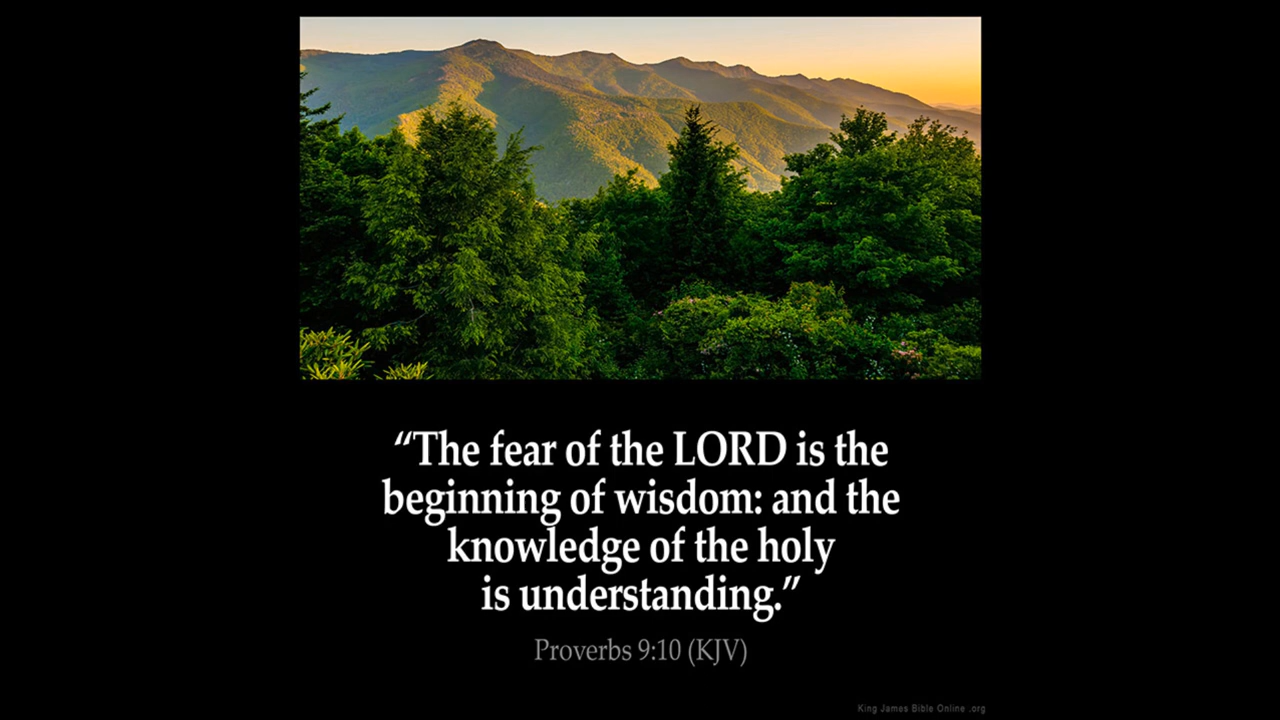 “The fear of the LORD is the
beginning of wisdom: and the
knowledge of the holy
is understanding.”
Proverbs 9:10 (KJV)
King James Bible Online .org